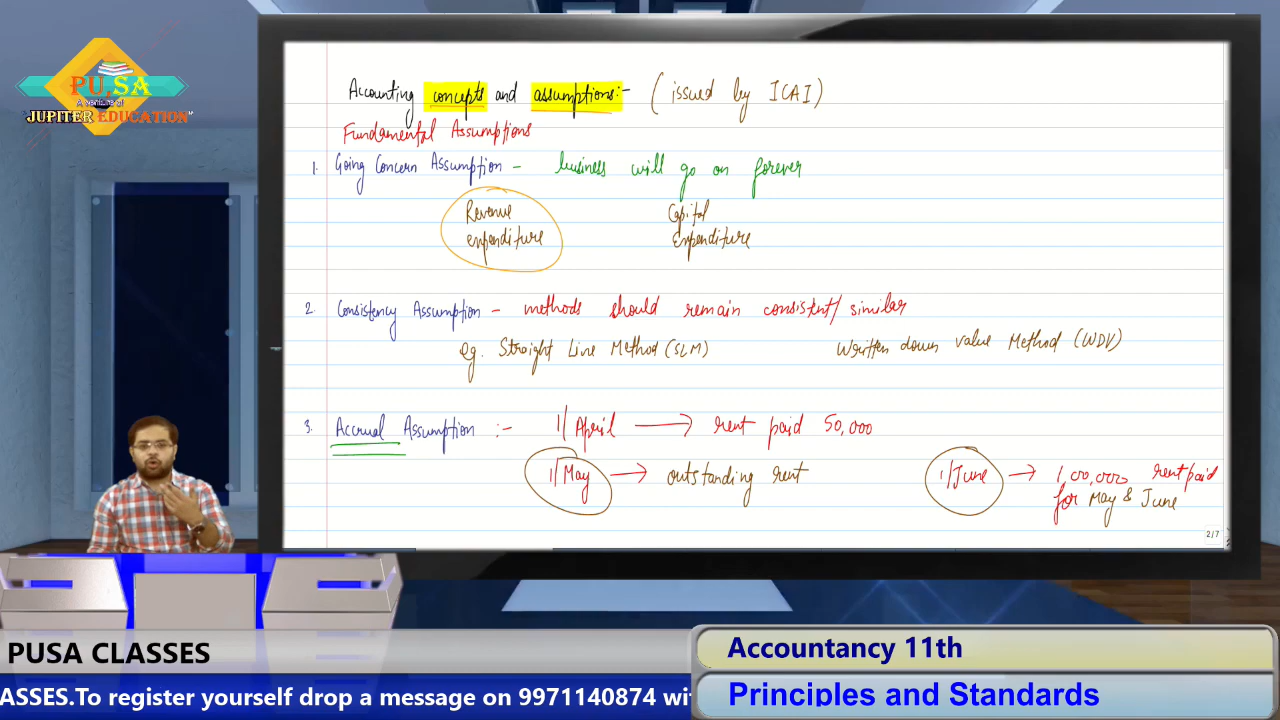 PU SA
A venture of
JUPITER EDUCATION
Accounting concepts and assumptions:- (issued by ICAI)
Fundamental Assumptions
1. Going Concern Assumption - business will go on forever
Revenue expenditure
Capital Expenditure
2. Consistency Assumption - methods should remain consistent/similar
eg. Straight Line Method (SLM) Written down value Method (WDV)
3. Accrual Assumption :- 1/April → rent paid 50,000
1/May → outstanding rent
1/June → 1,00,000 rent paid
for May & June
2/7
PUSA CLASSES
Accountancy 11th
ASSES.To register yourself drop a message on 9971140874 wi
Principles and Standards